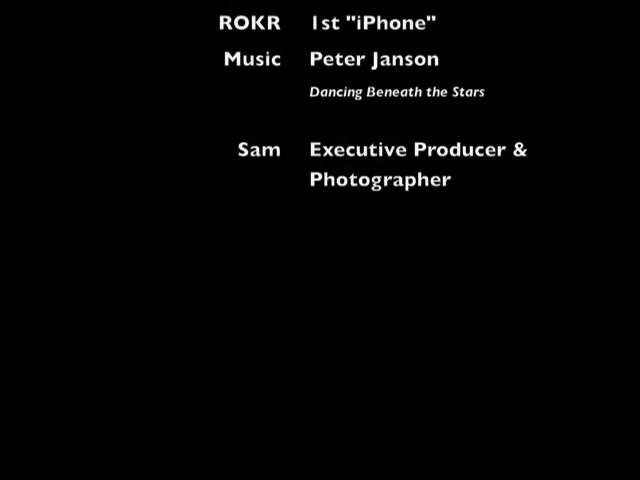 ROKR 1st "iPhone"
Music Peter Janson
Dancing Beneath the Stars
Sam Executive Producer &
Photographer